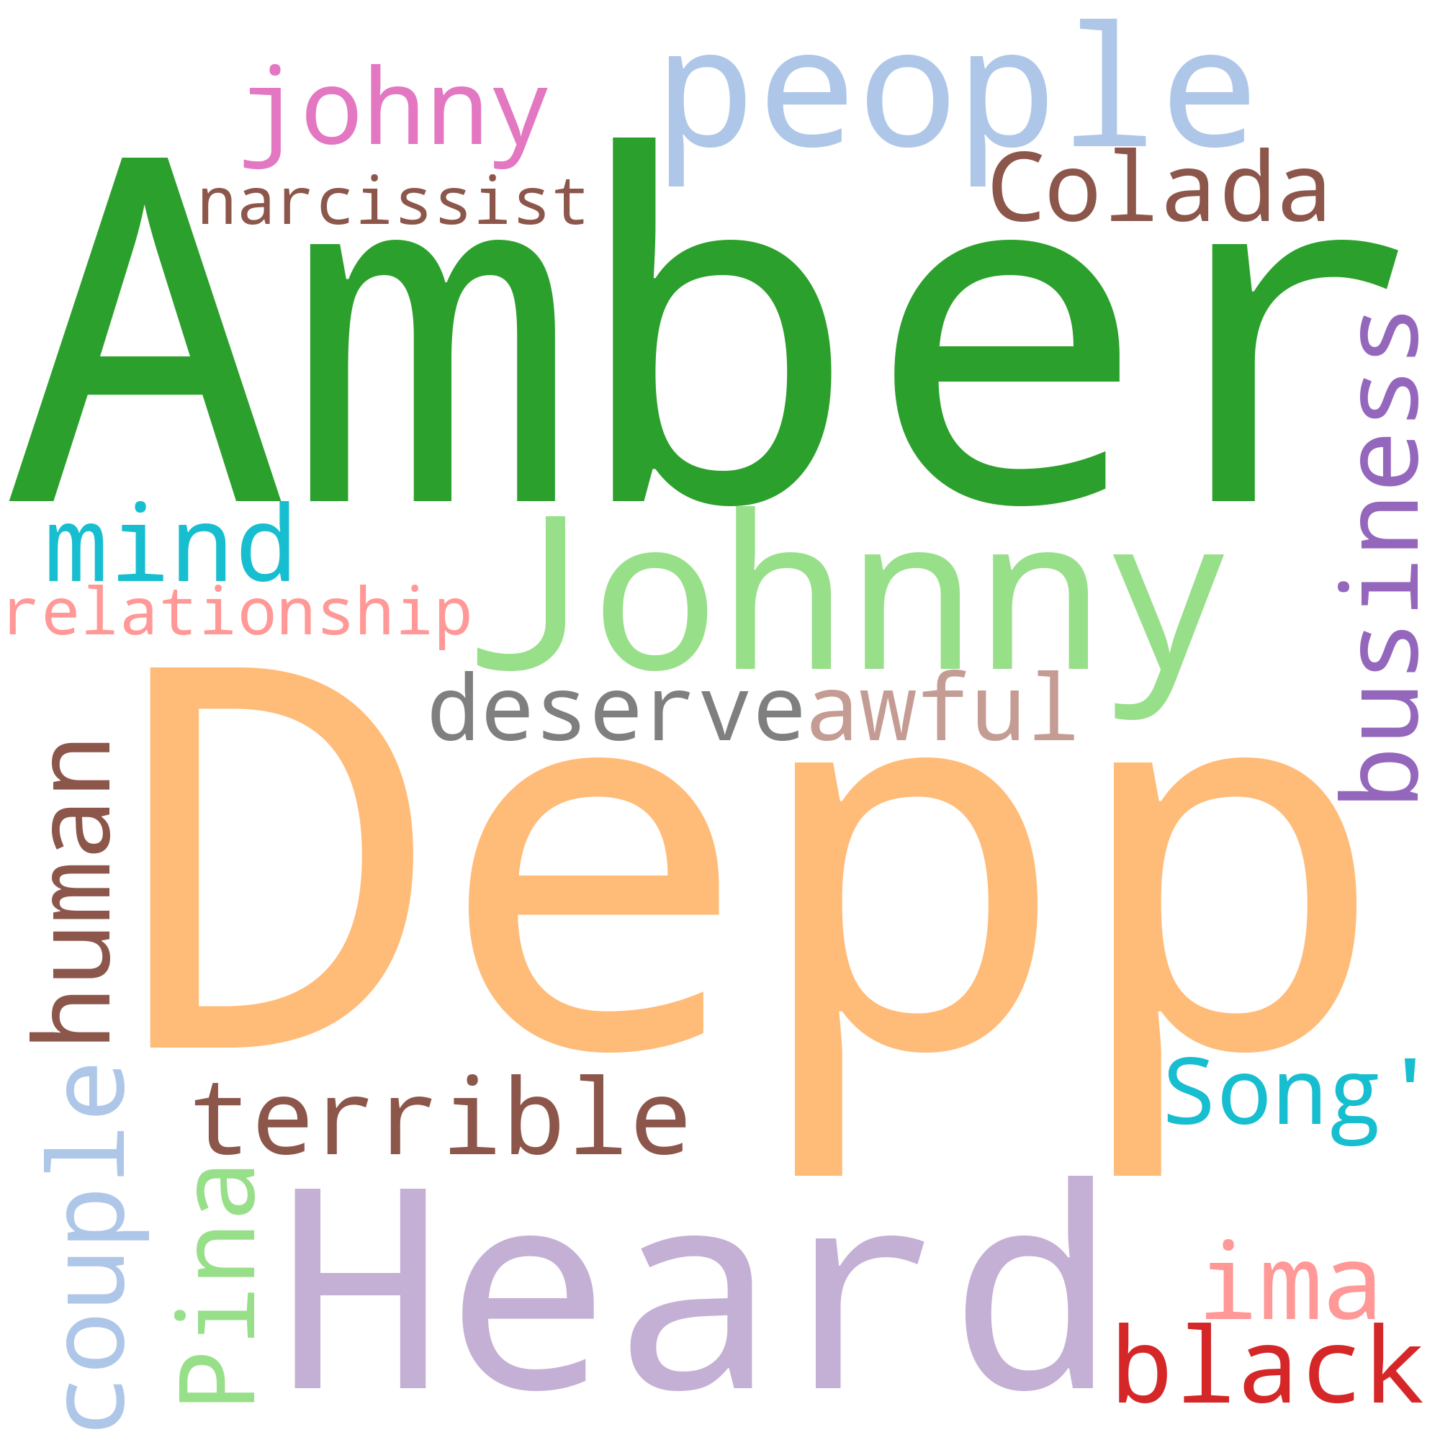 people
johny
Colada
narcissist
Amber
business
mind
Johnny
relationship
deserve
awful
Depp
human
Song'
terrible
couple
Pina
Heard
ima
black